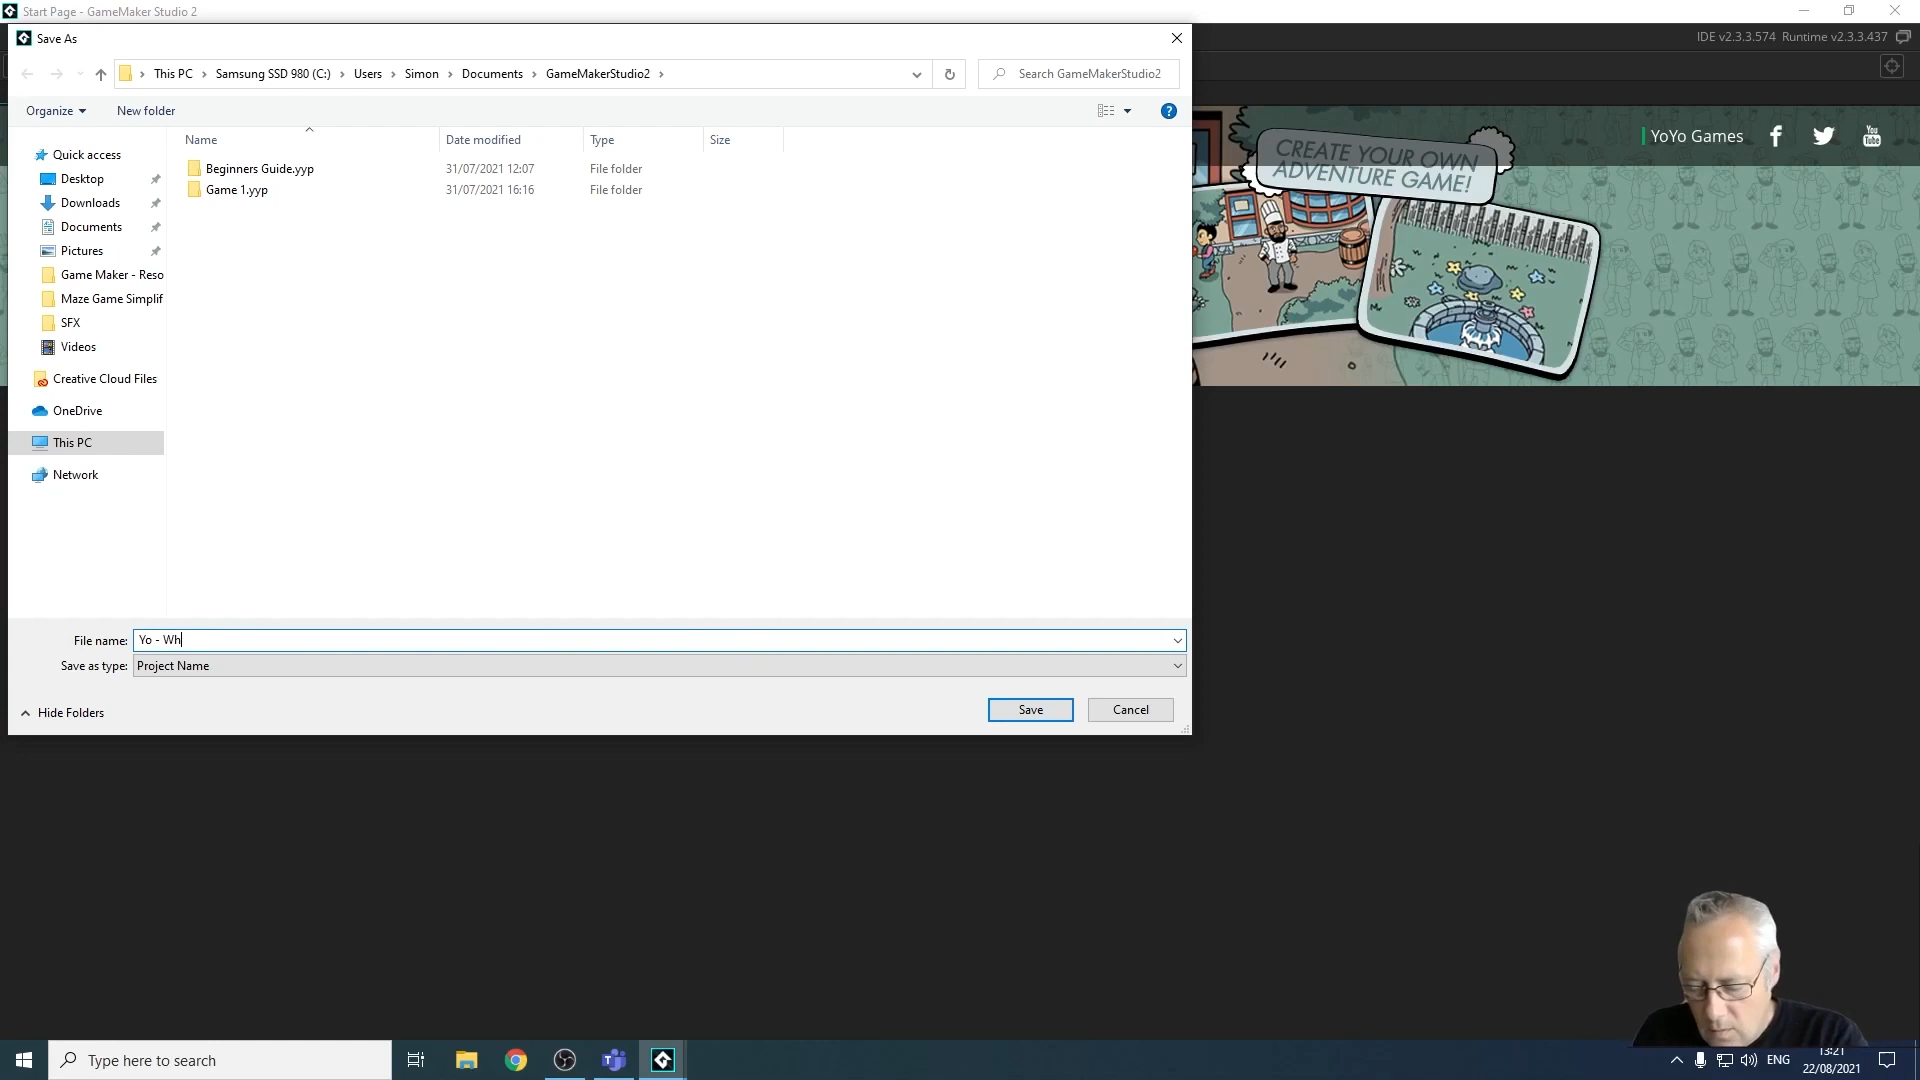 Start Page - GameMaker Studio 2
IDE v2.3.3.574 Runtime v2.3.3.437
Save As
This PC > Samsung SSD 980 (C:) > Users > Simon > Documents > GameMakerStudio2 >
Search GameMakerStudio2
Organize New folder
?
Name Date modified Type Size
Beginners Guide.yyp 31/07/2021 12:07 File folder
Game 1.yyp 31/07/2021 16:16 File folder
Quick access
Desktop
Downloads
Documents
Pictures
Game Maker - Reso
Maze Game Simplif
SFX
Videos
Creative Cloud Files
OneDrive
This PC
Network
CREATE YOUR OWN
ADVENTURE GAME!
YoYo Games
You
Tube
File name: Yo - Wh
Save as type: Project Name
Hide Folders
Save Cancel
Type here to search
ENG
13:21
22/08/2021